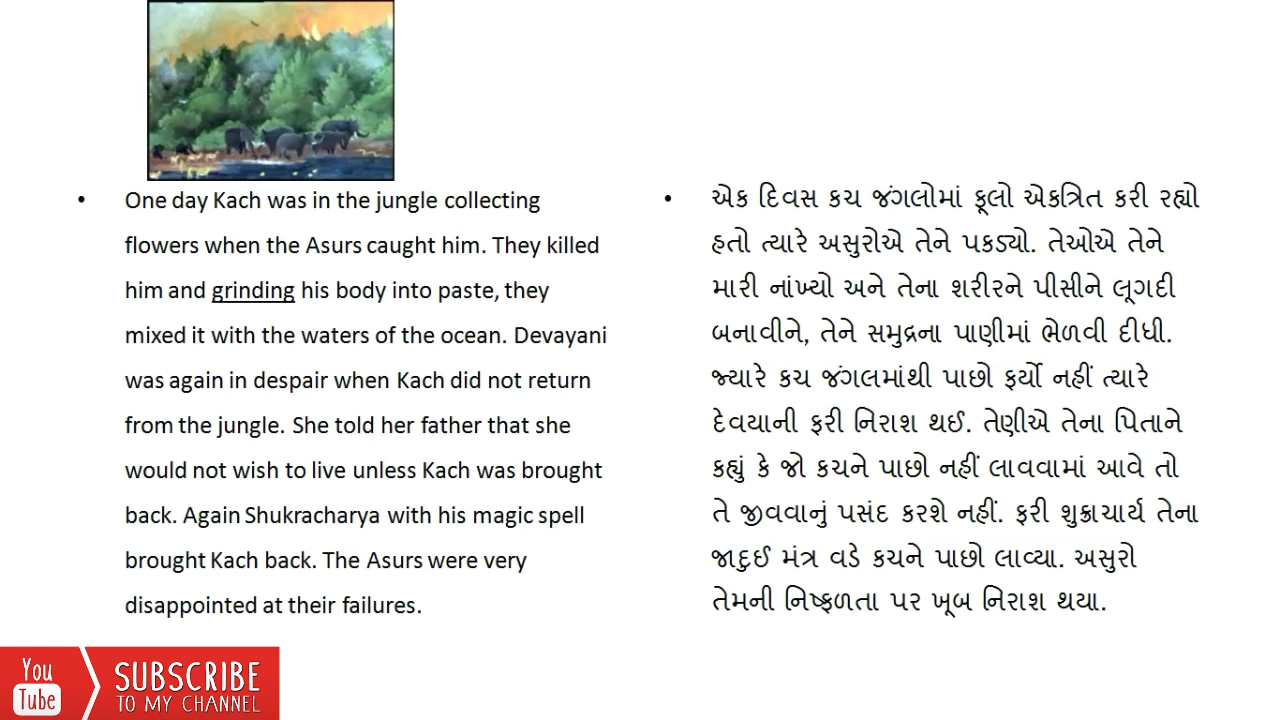 One day Kach was in the jungle collecting
flowers when the Asurs caught him. They killed
him and grinding his body into paste, they
mixed it with the waters of the ocean. Devayani
was again in despair when Kach did not return
from the jungle. She told her father that she
would not wish to live unless Kach was brought
back. Again Shukracharya with his magic spell
brought Kach back. The Asurs were very
disappointed at their failures.
એક દિવસ કચ જંગલોમાં ફૂલો એકત્રિત કરી રહ્યો
હતો ત્યારે અસુરોએ તેને પકડ્યો. તેઓએ તેને
મારી નાંખ્યો અને તેના શરીરને પીસીને લૂગદી
બનાવીને, તેને સમુદ્રના પાણીમાં ભેળવી દીધી.
જ્યારે કચ જંગલમાંથી પાછો ફર્યો નહીં ત્યારે
દેવયાની ફરી નિરાશ થઈ. તેણીએ તેના પિતાને
કહ્યું કે જો કચને પાછો નહીં લાવવામાં આવે તો
તે જીવવાનું પસંદ કરશે નહીં. ફરી શુક્રાચાર્ય તેના
જાદુઈ મંત્ર વડે કચને પાછો લાવ્યા. અસુરો
તેમની નિષ્ફળતા પર ખૂબ નિરાશ થયા.
You
Tube
SUBSCRIBE
TO MY CHANNEL